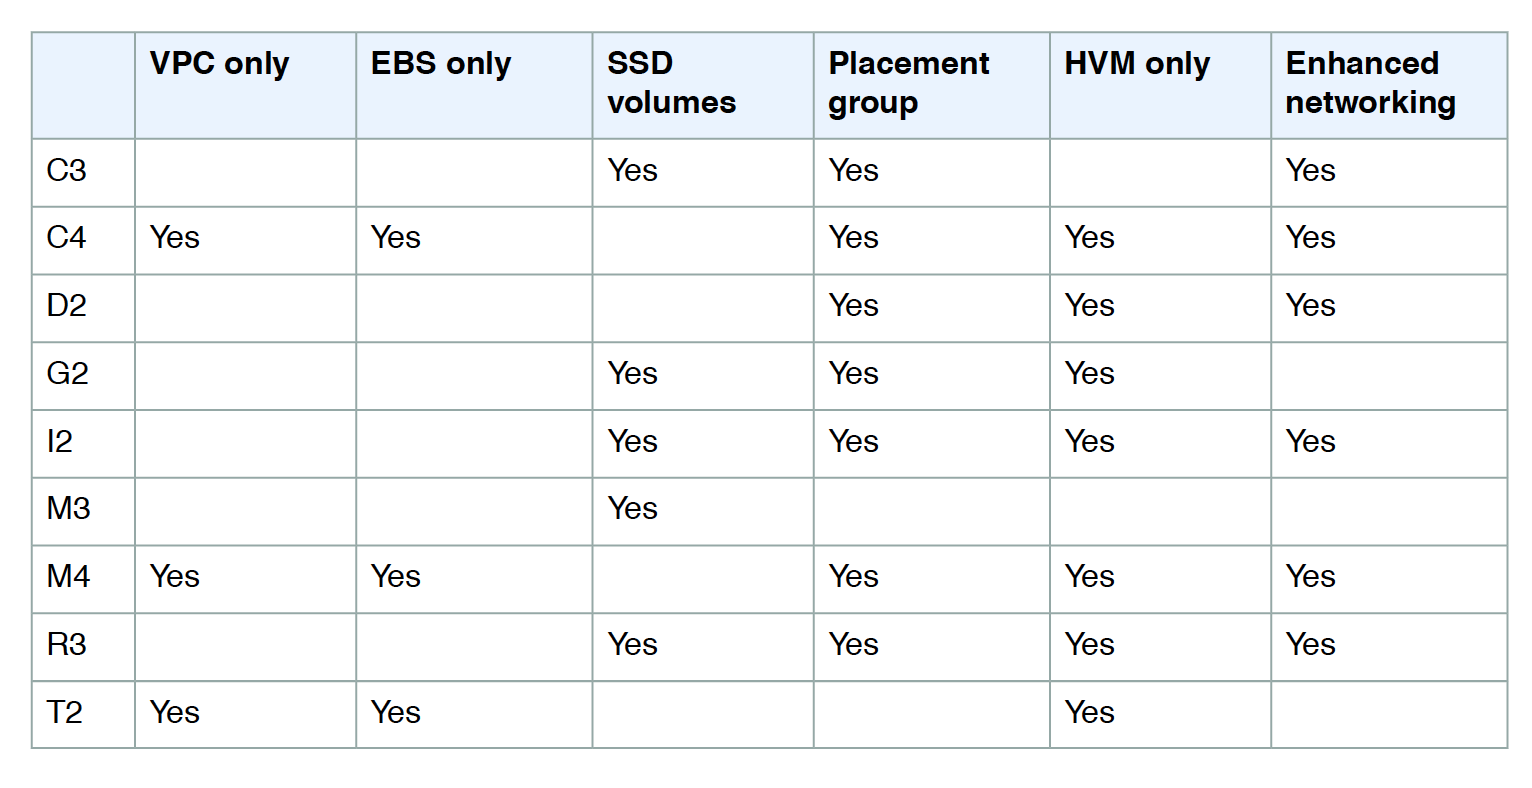 VPC only EBS only SSD volumes Placement group HVM only Enhanced networking
C3 Yes Yes Yes
C4 Yes Yes Yes Yes Yes
D2 Yes Yes Yes
G2 Yes Yes Yes
I2 Yes Yes Yes Yes
M3 Yes
M4 Yes Yes Yes Yes Yes
R3 Yes Yes Yes Yes
T2 Yes Yes Yes